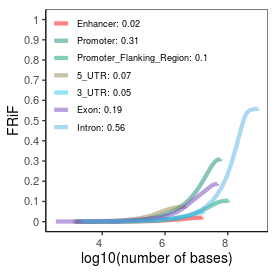 1
0.9
0.8
0.7
0.6
0.5
0.4
0.3
0.2
0.1
0
FRiF
Enhancer: 0.02
Promoter: 0.31
Promoter_Flanking_Region: 0.1
5_UTR: 0.07
3_UTR: 0.05
Exon: 0.19
Intron: 0.56
4 6 8
log10(number of bases)